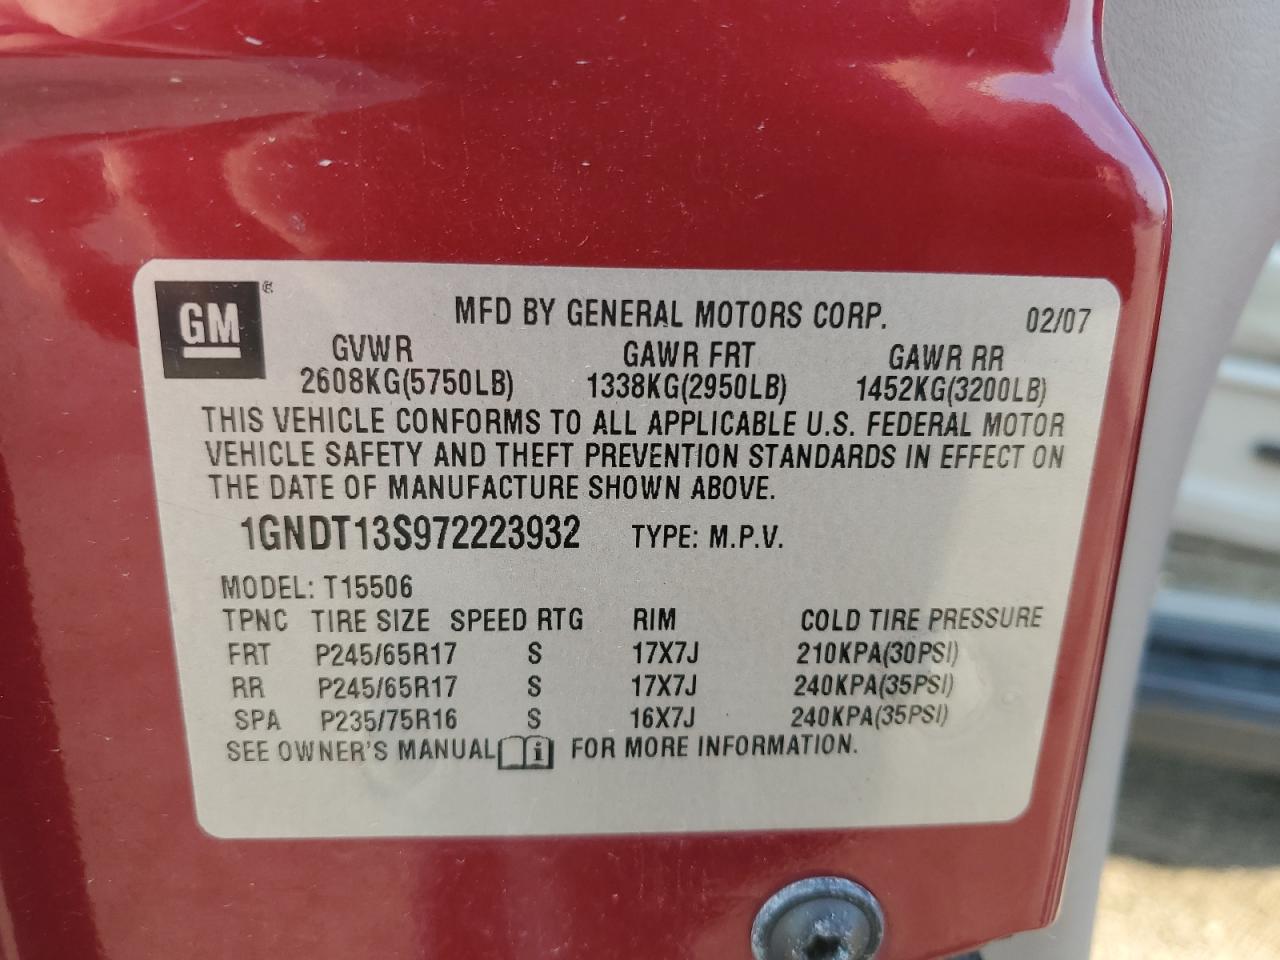 GM®
MFD BY GENERAL MOTORS CORP. 02/07
GVWR GAWR FRT GAWR RR
2608KG(5750LB) 1338KG(2950LB) 1452KG(3200LB)
THIS VEHICLE CONFORMS TO ALL APPLICABLE U.S. FEDERAL MOTOR
VEHICLE SAFETY AND THEFT PREVENTION STANDARDS IN EFFECT ON
THE DATE OF MANUFACTURE SHOWN ABOVE.
1GNDT13S972223932 TYPE: M.P.V.
MODEL: T15506
TPNC TIRE SIZE SPEED RTG RIM COLD TIRE PRESSURE
FRT P245/65R17 S 17X7J 210KPA(30PSI)
RR P245/65R17 S 17X7J 240KPA(35PSI)
SPA P235/75R16 S 16X7J 240KPA(35PSI)
SEE OWNER'S MANUAL i FOR MORE INFORMATION.